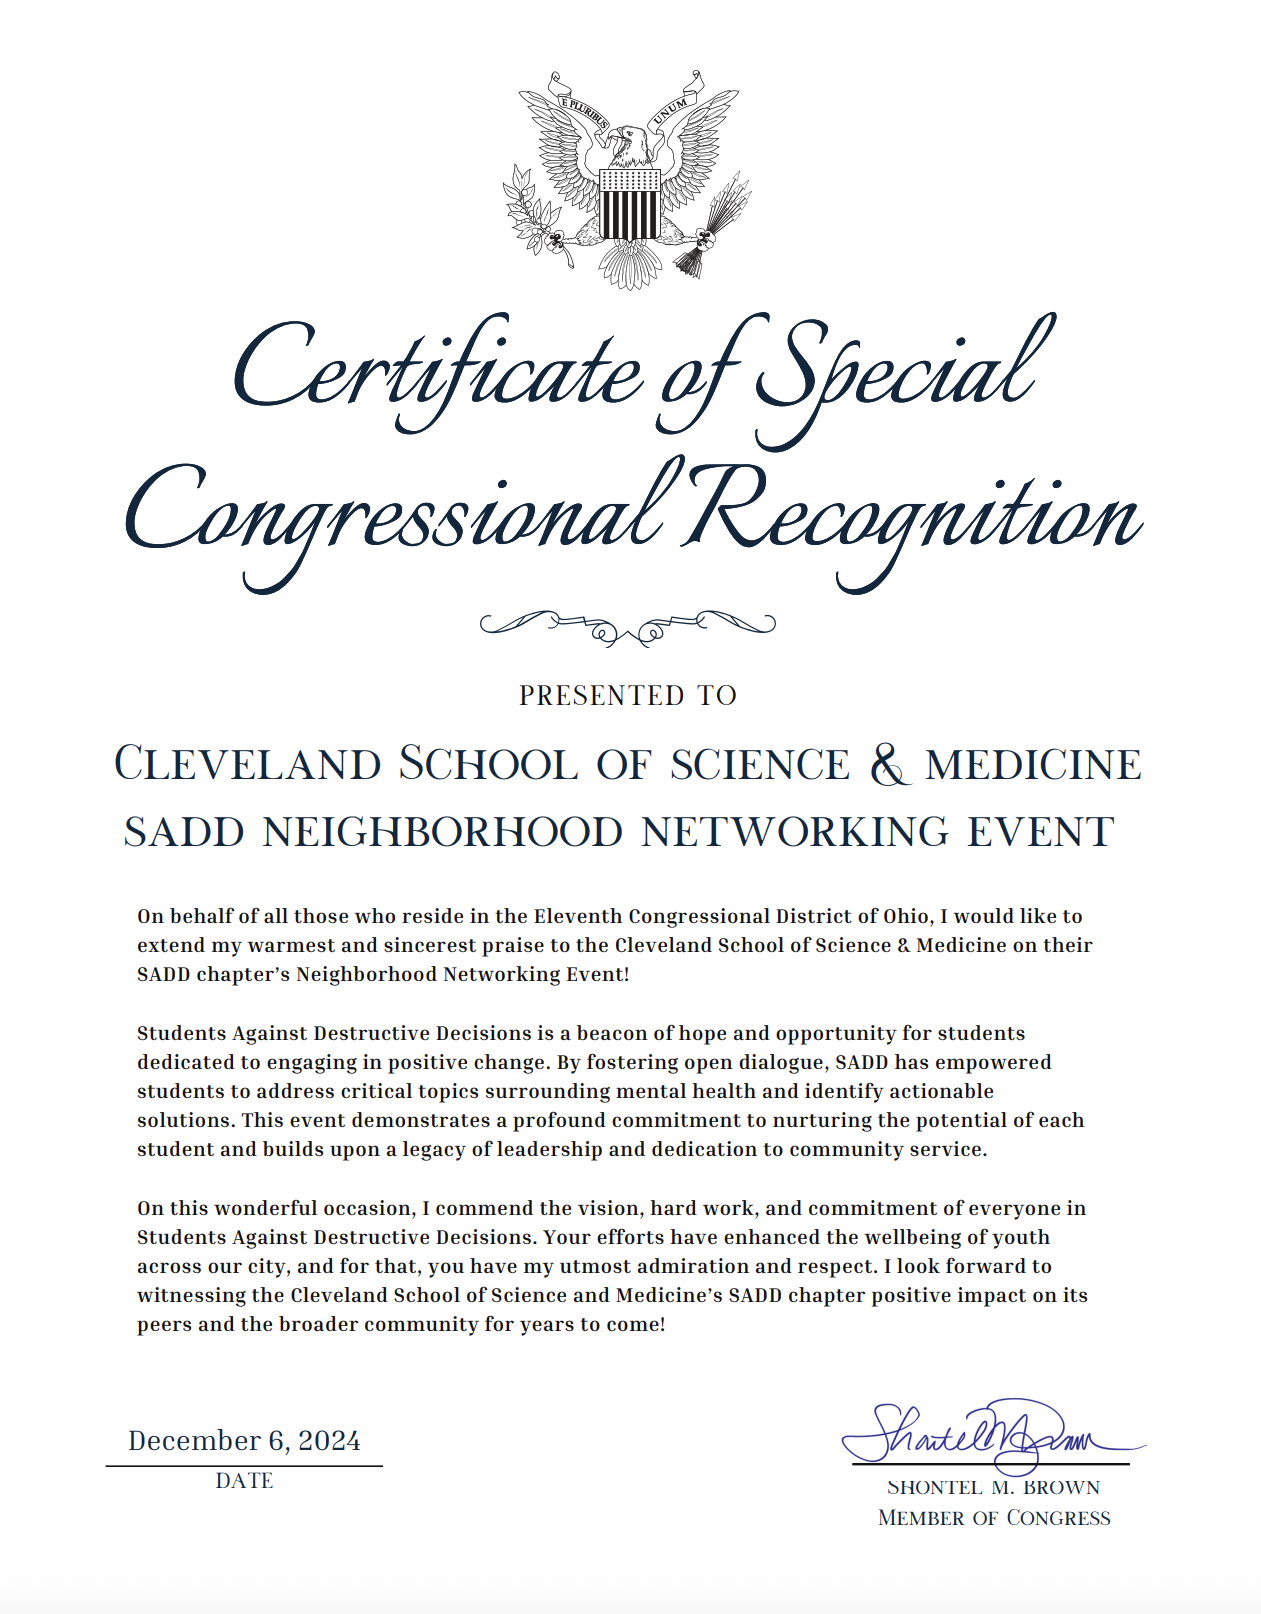 E PLURIBUS UNUM
Certificate of Special
Congressional Recognition
PRESENTED TO
Cleveland School of science & medicine
SADD neighborhood networking event
On behalf of all those who reside in the Eleventh Congressional District of Ohio, I would like to
extend my warmest and sincerest praise to the Cleveland School of Science & Medicine on their
SADD chapter’s Neighborhood Networking Event!
Students Against Destructive Decisions is a beacon of hope and opportunity for students
dedicated to engaging in positive change. By fostering open dialogue, SADD has empowered
students to address critical topics surrounding mental health and identify actionable
solutions. This event demonstrates a profound commitment to nurturing the potential of each
student and builds upon a legacy of leadership and dedication to community service.
On this wonderful occasion, I commend the vision, hard work, and commitment of everyone in
Students Against Destructive Decisions. Your efforts have enhanced the wellbeing of youth
across our city, and for that, you have my utmost admiration and respect. I look forward to
witnessing the Cleveland School of Science and Medicine’s SADD chapter positive impact on its
peers and the broader community for years to come!
December 6, 2024
DATE
Shontel M. Brown
SHONTEL M. BROWN
Member of Congress